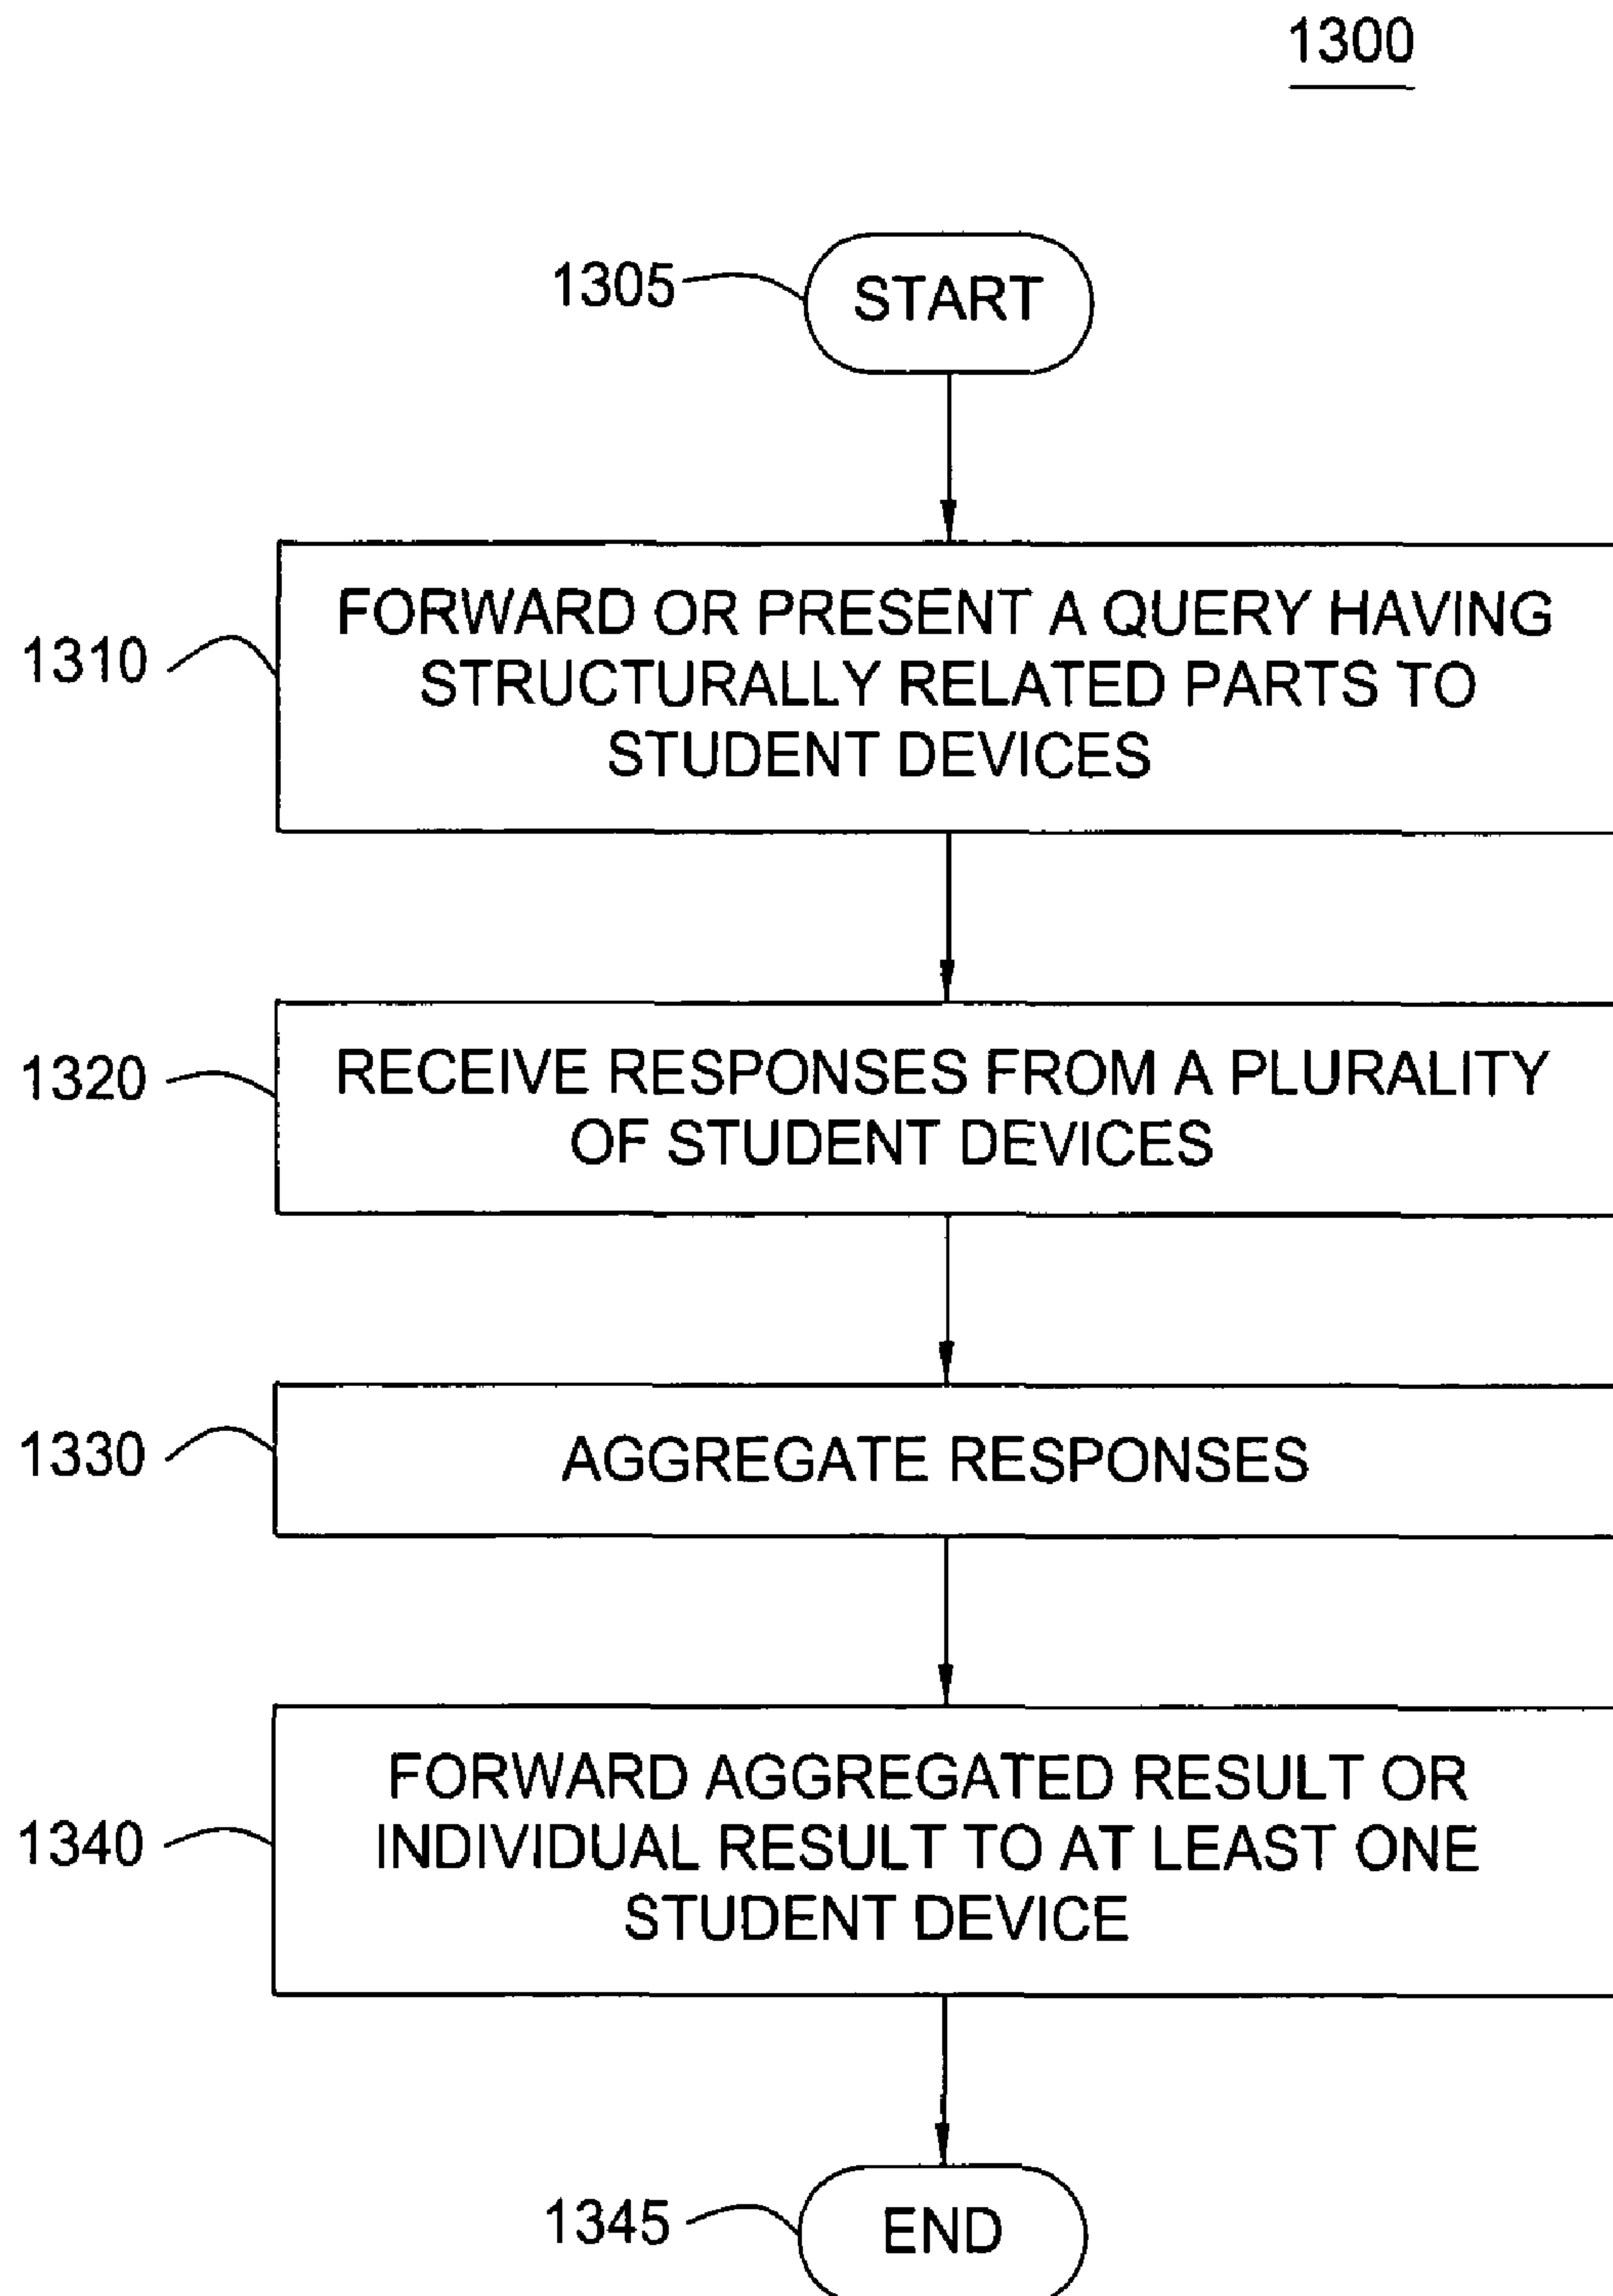 1300
1305
START
1310
FORWARD OR PRESENT A QUERY HAVING
STRUCTURALLY RELATED PARTS TO
STUDENT DEVICES
1320
RECEIVE RESPONSES FROM A PLURALITY
OF STUDENT DEVICES
1330
AGGREGATE RESPONSES
1340
FORWARD AGGREGATED RESULT OR
INDIVIDUAL RESULT TO AT LEAST ONE
STUDENT DEVICE
1345
END